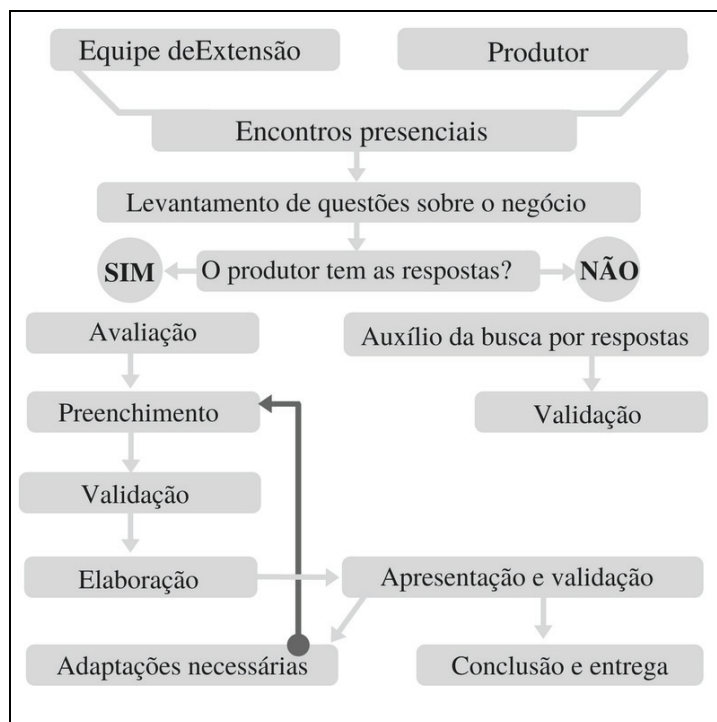 Equipe deExtensão
Produtor
Encontros presenciais
Levantamento de questões sobre o negócio
SIM
O produtor tem as respostas?
NÃO
Avaliação
Auxílio da busca por respostas
Preenchimento
Validação
Validação
Elaboração
Apresentação e validação
Adaptações necessárias
Conclusão e entrega